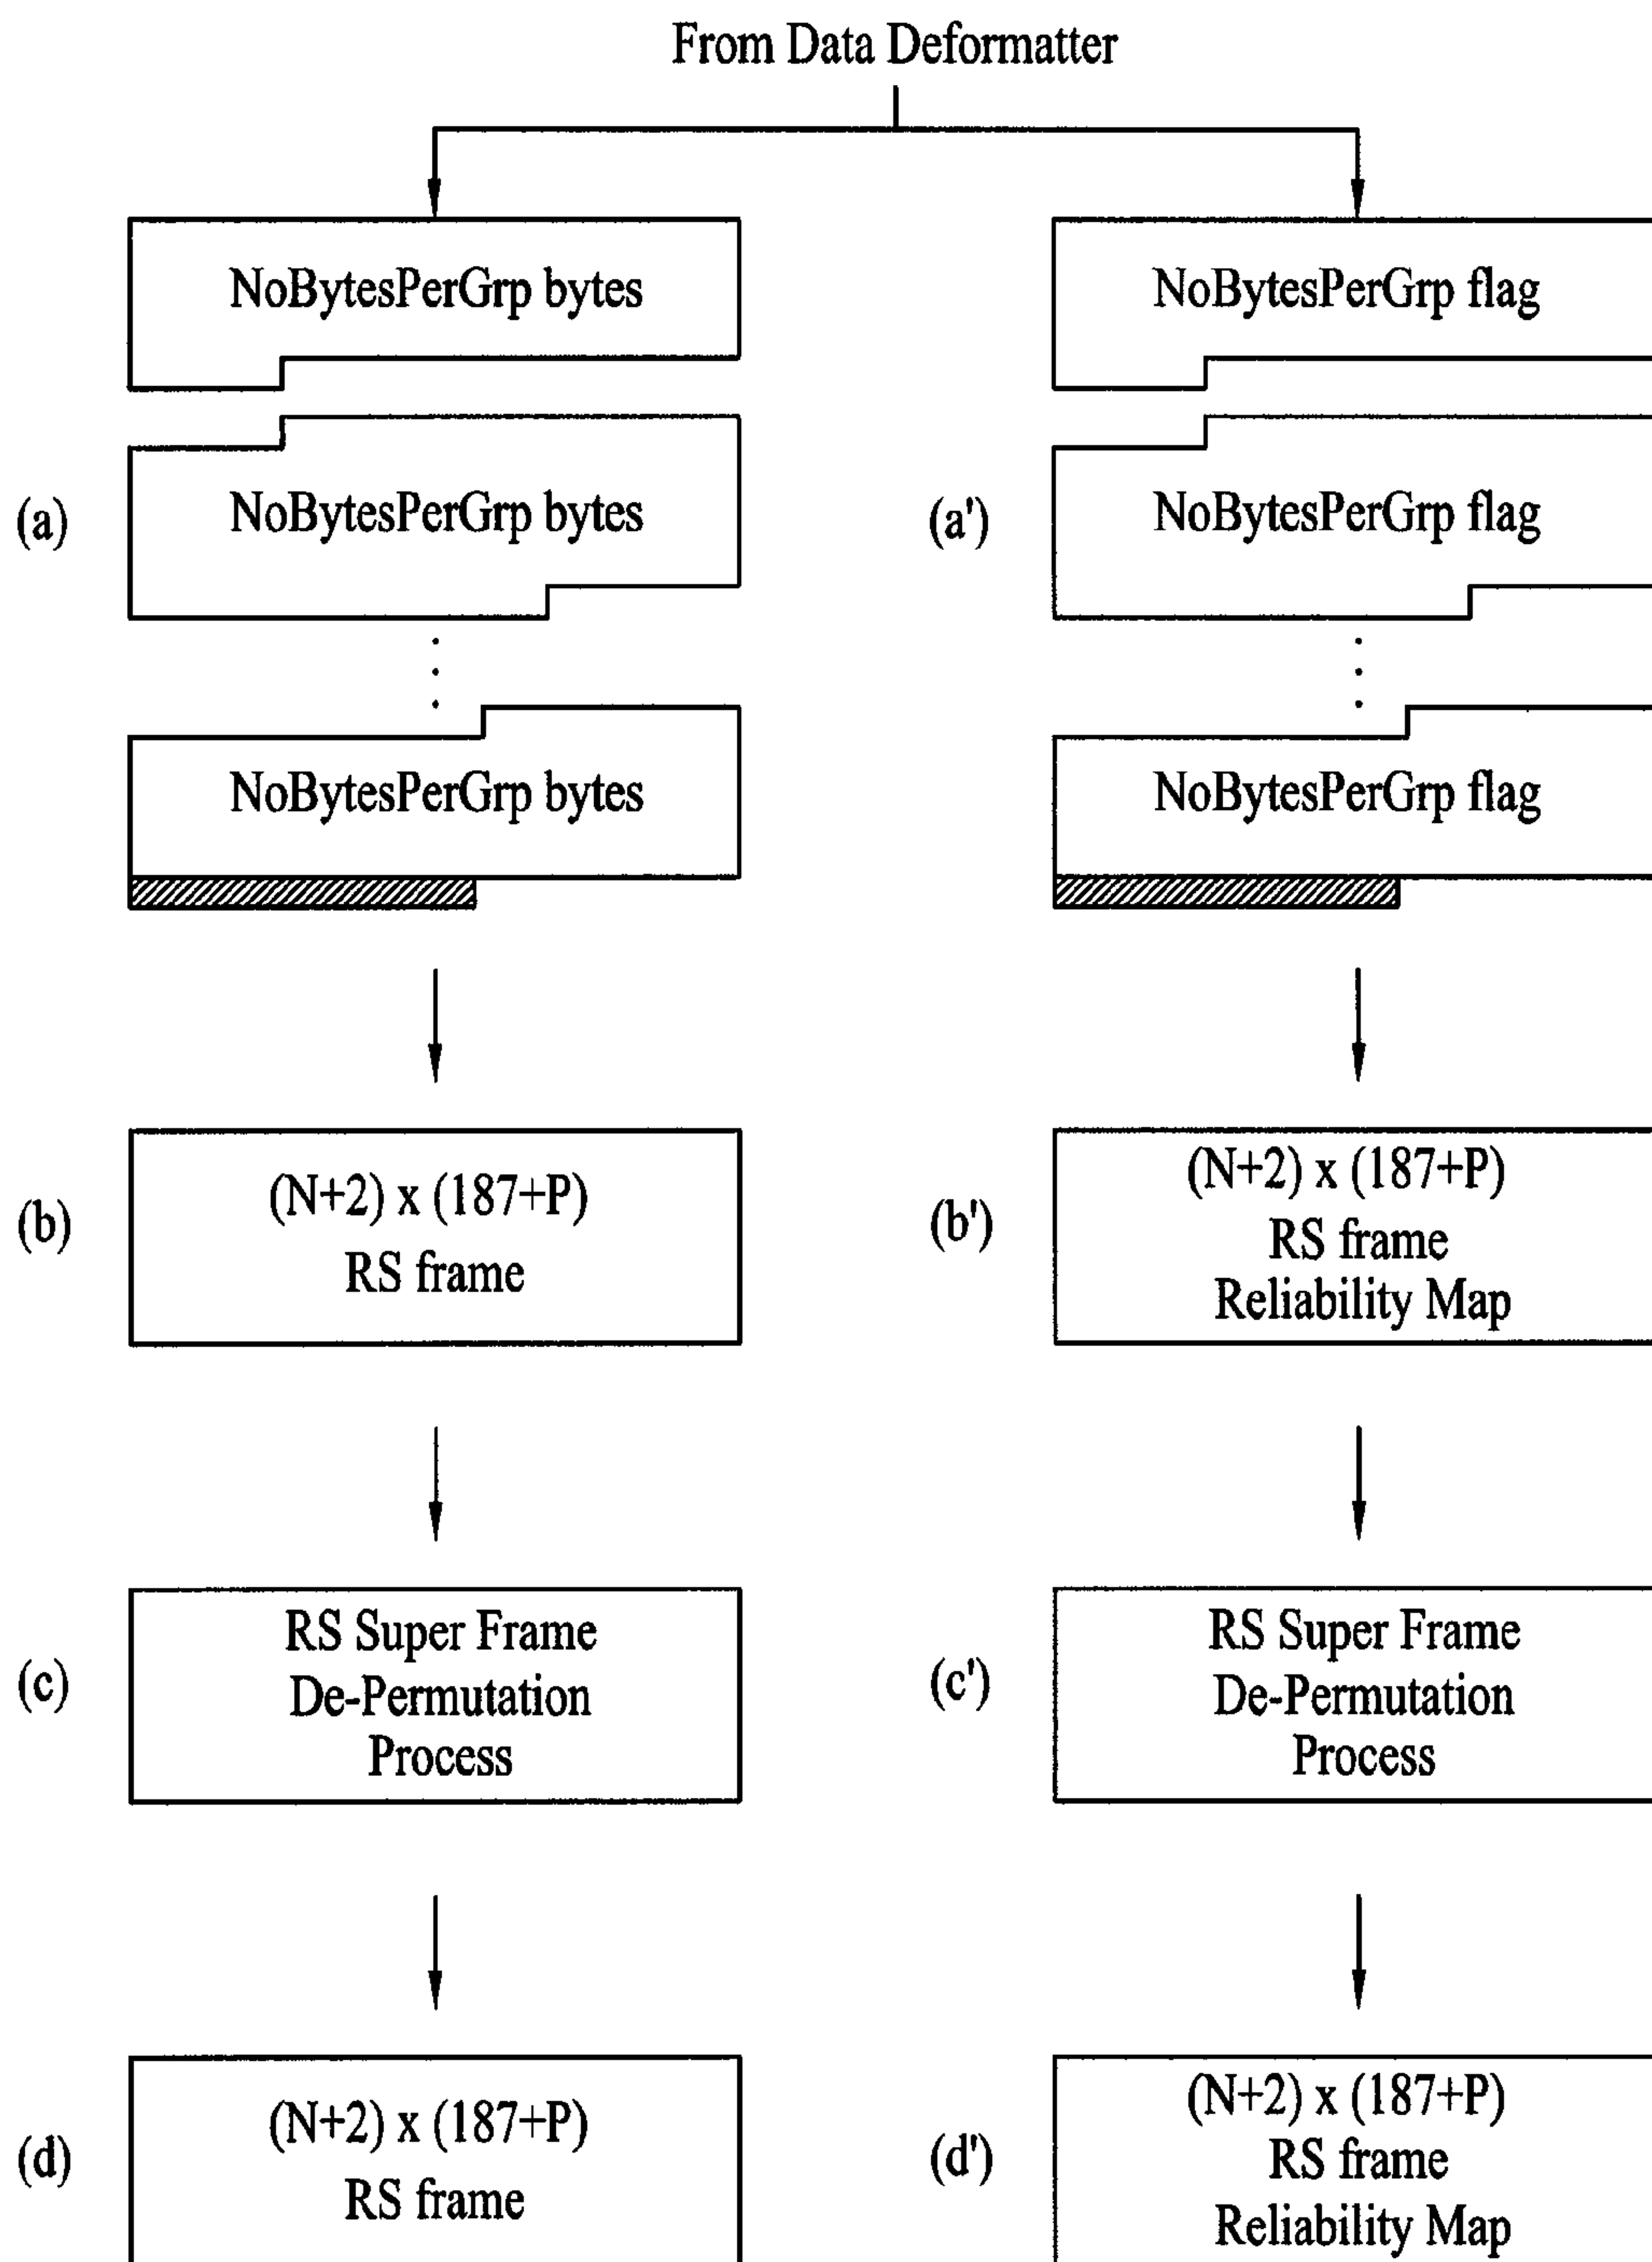 From Data Deformatter
NoBytesPerGrp bytes
NoBytesPerGrp flag
(a)
NoBytesPerGrp bytes
(a')
NoBytesPerGrp flag
NoBytesPerGrp bytes
NoBytesPerGrp flag
(b)
(N+2) x (187+P)
RS frame
(b')
(N+2) x (187+P)
RS frame
Reliability Map
(c)
RS Super Frame
De-Permutation
Process
(c')
RS Super Frame
De-Permutation
Process
(d)
(N+2) x (187+P)
RS frame
(d')
(N+2) x (187+P)
RS frame
Reliability Map